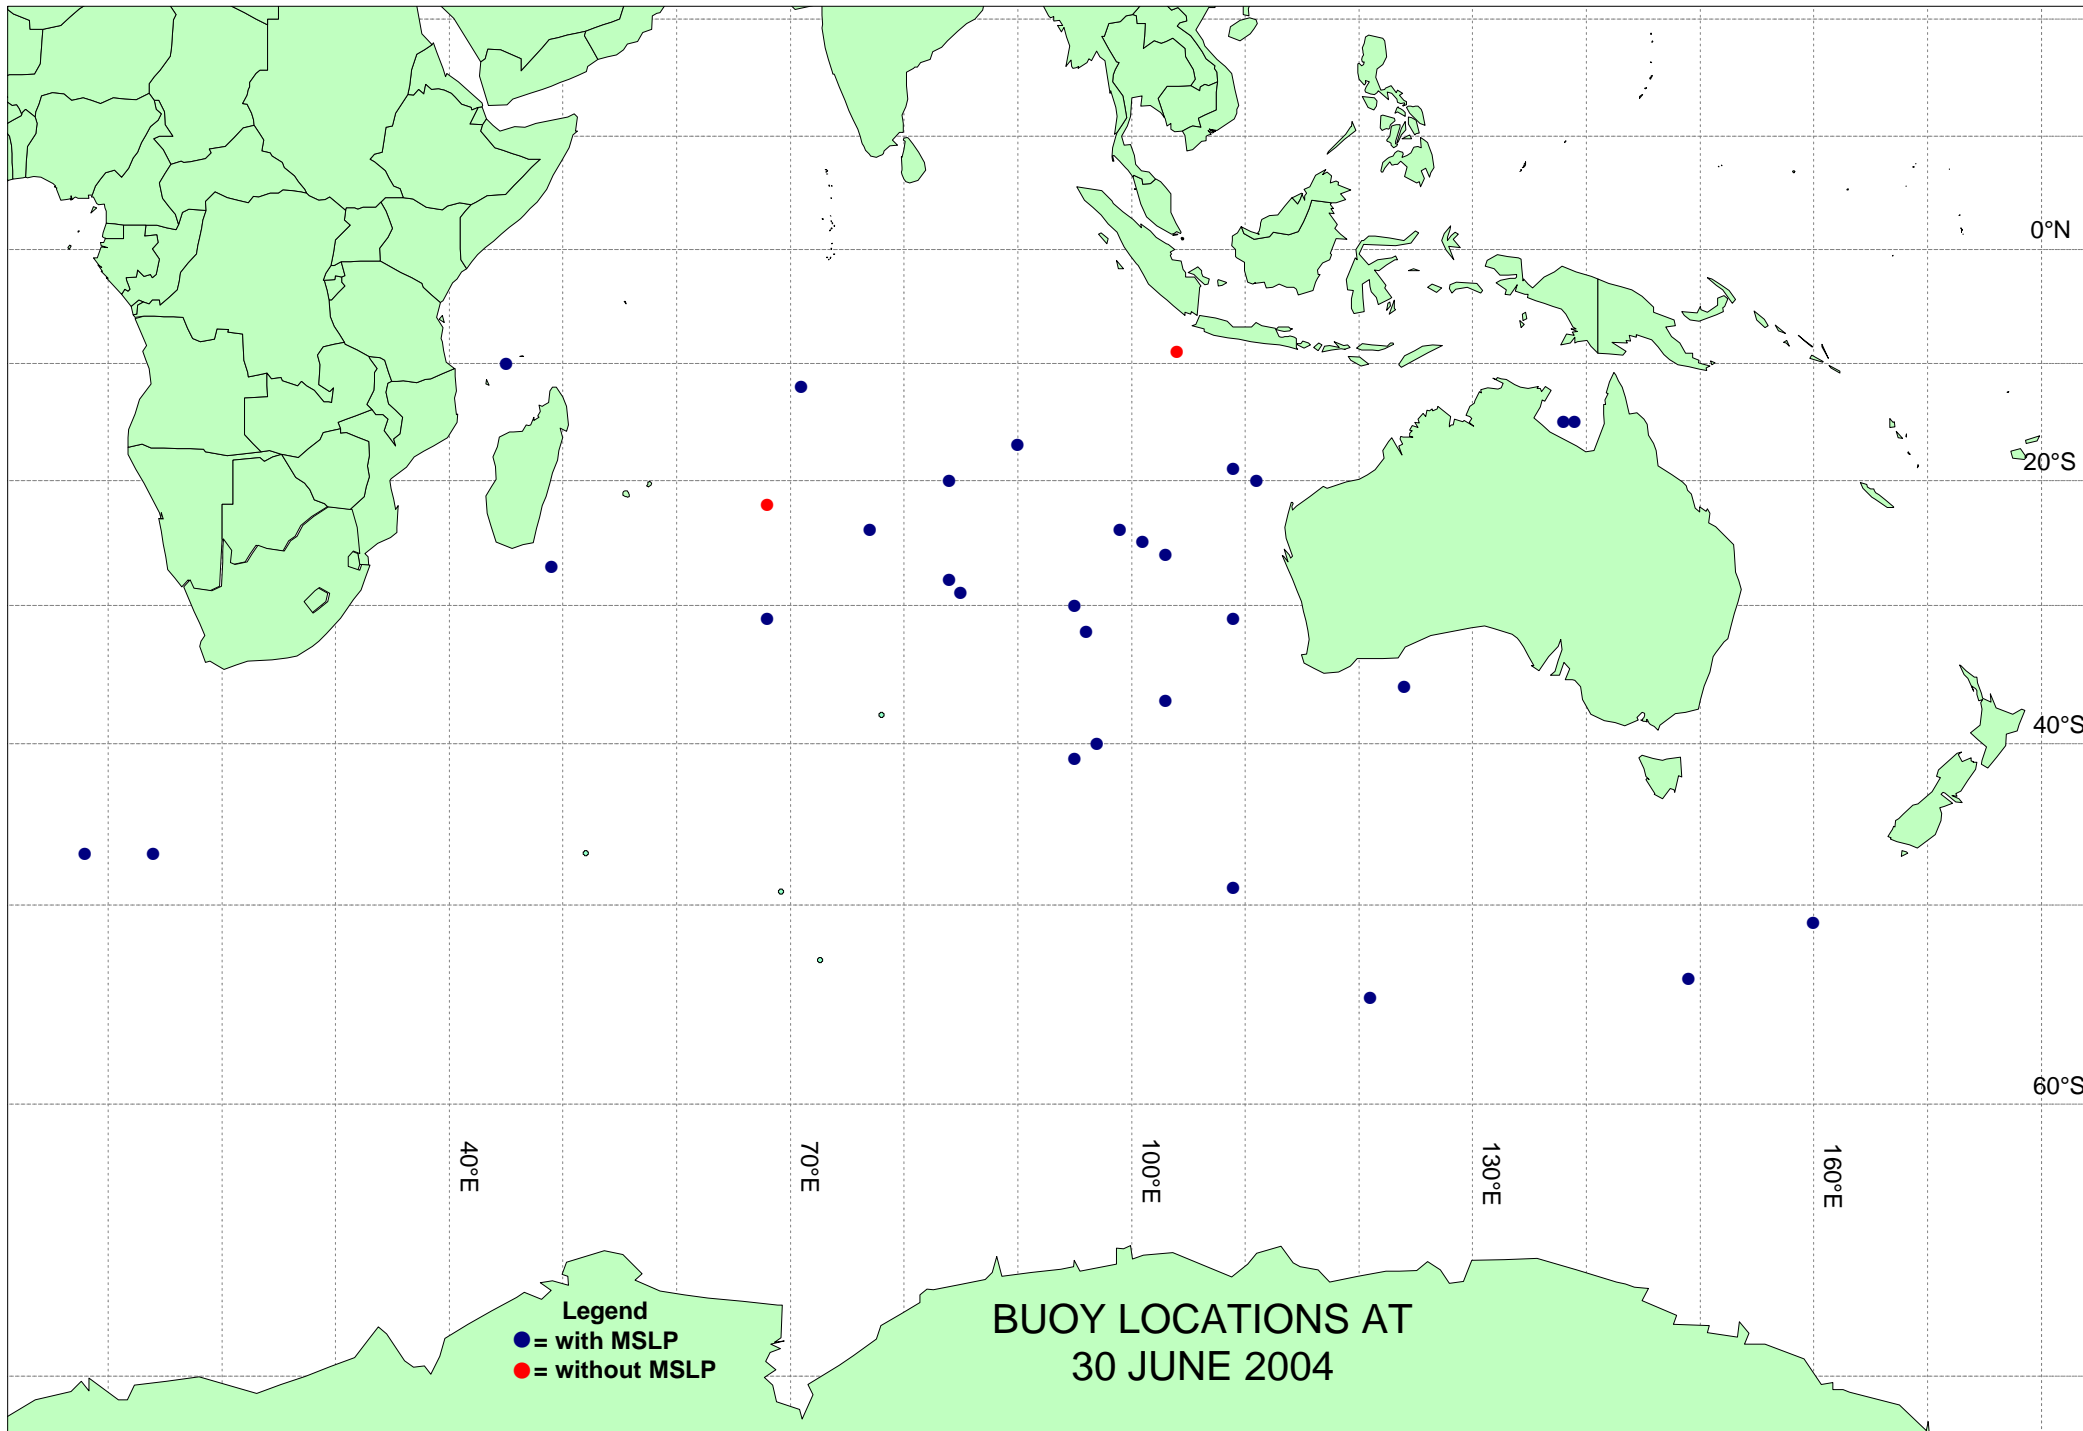 0°N
20°S
40°S
60°S
40°E
70°E
100°E
130°E
160°E
Legend
= with MSLP
= without MSLP
BUOY LOCATIONS AT
30 JUNE 2004